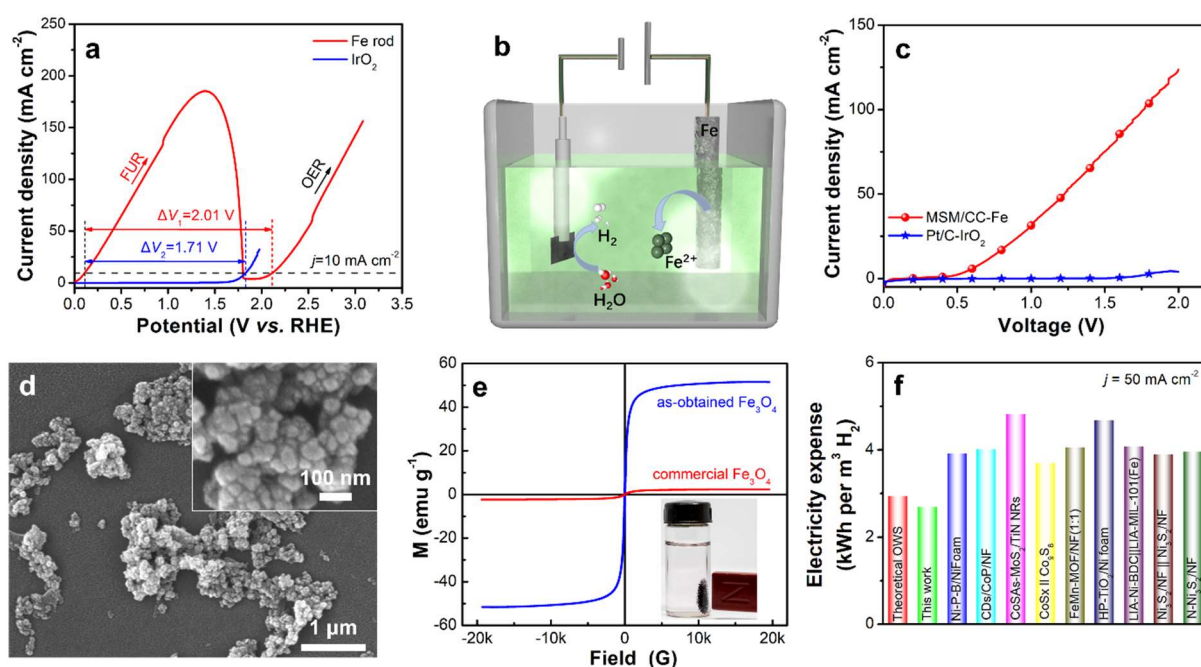 a
Current density (mA cm⁻²)
250
200
150
100
50
0
Fe rod
IrO₂
FUR
OER
ΔV₁=2.01 V
ΔV₂=1.71 V
j=10 mA cm⁻²
0.0 0.5 1.0 1.5 2.0 2.5 3.0 3.5
Potential (V vs. RHE)
b
Fe
H₂
Fe²⁺
H₂O
c
Current density (mA cm⁻²)
150
100
50
0
MSM/CC-Fe
Pt/C-IrO₂
0.0 0.4 0.8 1.2 1.6 2.0
Voltage (V)
d
100 nm
1 μm
e
M (emu g⁻¹)
60
40
20
0
-20
-40
-60
as-obtained Fe₃O₄
commercial Fe₃O₄
N
-20k -10k 0 10k 20k
Field (G)
f
Electricity expense
(kWh per m³ H₂)
6
4
2
0
j = 50 mA cm⁻²
Theoretical OWS
This work
Ni-P-B/NiFoam
CDs/CoP/NF
CoSAs-MoS₂/TiN NRs
CoSx II Co₉S₈
FeMn-MOF/NF(1:1)
HP-TiO₂/Ni foam
LIA-Ni-BDC||LIA-MIL-101(Fe)
Ni₃S₂/NF || Ni₃S₂/NF
N-Ni₃S₂/NF